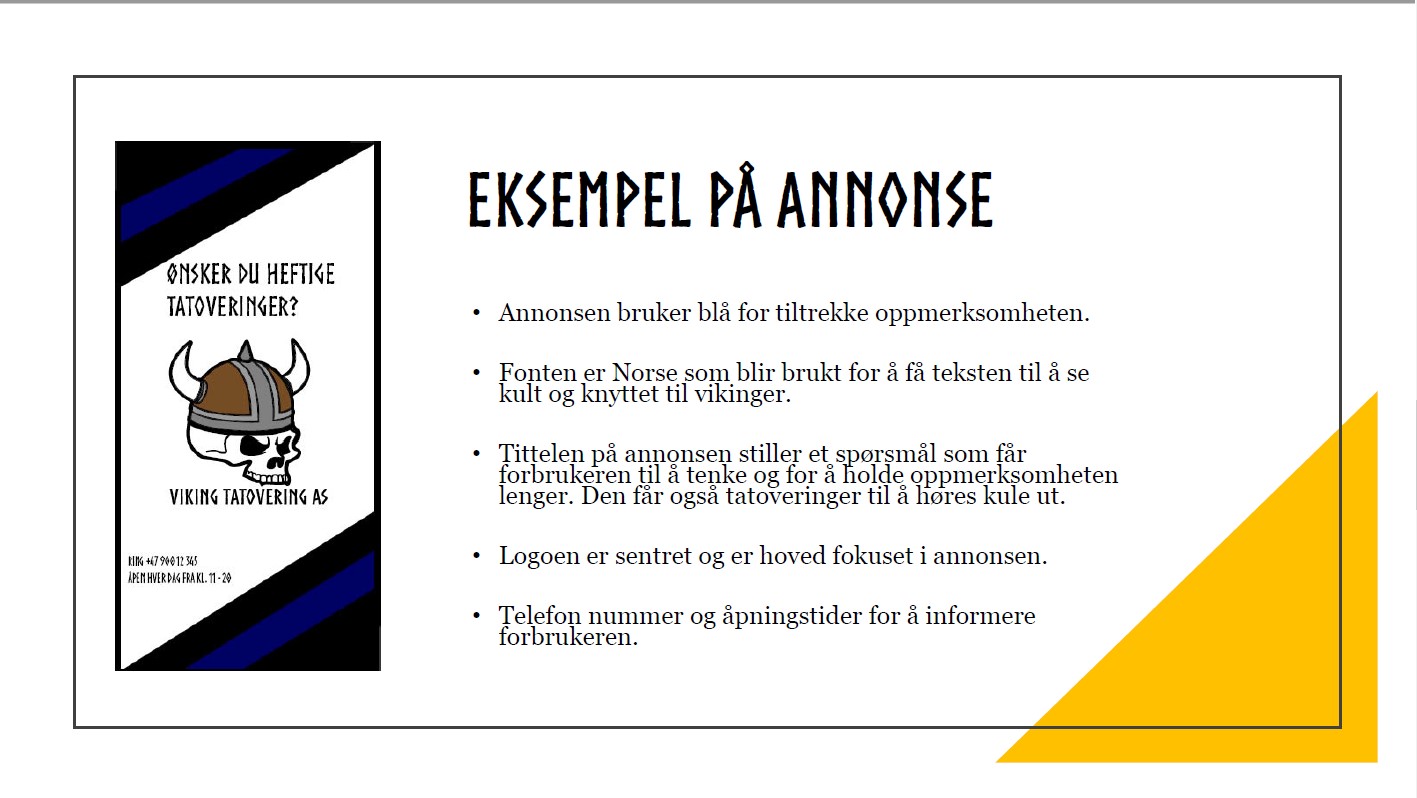 EKSEMPEL PÅ ANNONSE
ØNSKER DU HEFTIGE
TATOVERINGER?
VIKING TATOVERING AS
RING +47 900 12 345
ÅPEN HVER DAG FRA KL. 11 - 20
• Annonsen bruker blå for tiltrekke oppmerksomheten.
• Fonten er Norse som blir brukt for å få teksten til å se
kult og knyttet til vikinger.
• Tittelen på annonsen stiller et spørsmål som får
forbrukeren til å tenke og for å holde oppmerksomheten
lenger. Den får også tatoveringer til å høres kule ut.
• Logoen er sentret og er hoved fokuset i annonsen.
• Telefon nummer og åpningstider for å informere
forbrukeren.